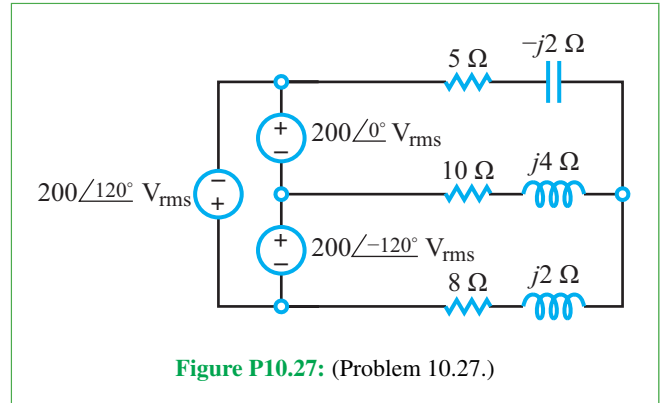 5 Ω
−j2 Ω
+
−
200∠0° Vrms
10 Ω
j4 Ω
200∠120° Vrms
−
+
+
−
200∠−120° Vrms
8 Ω
j2 Ω
Figure P10.27: (Problem 10.27.)